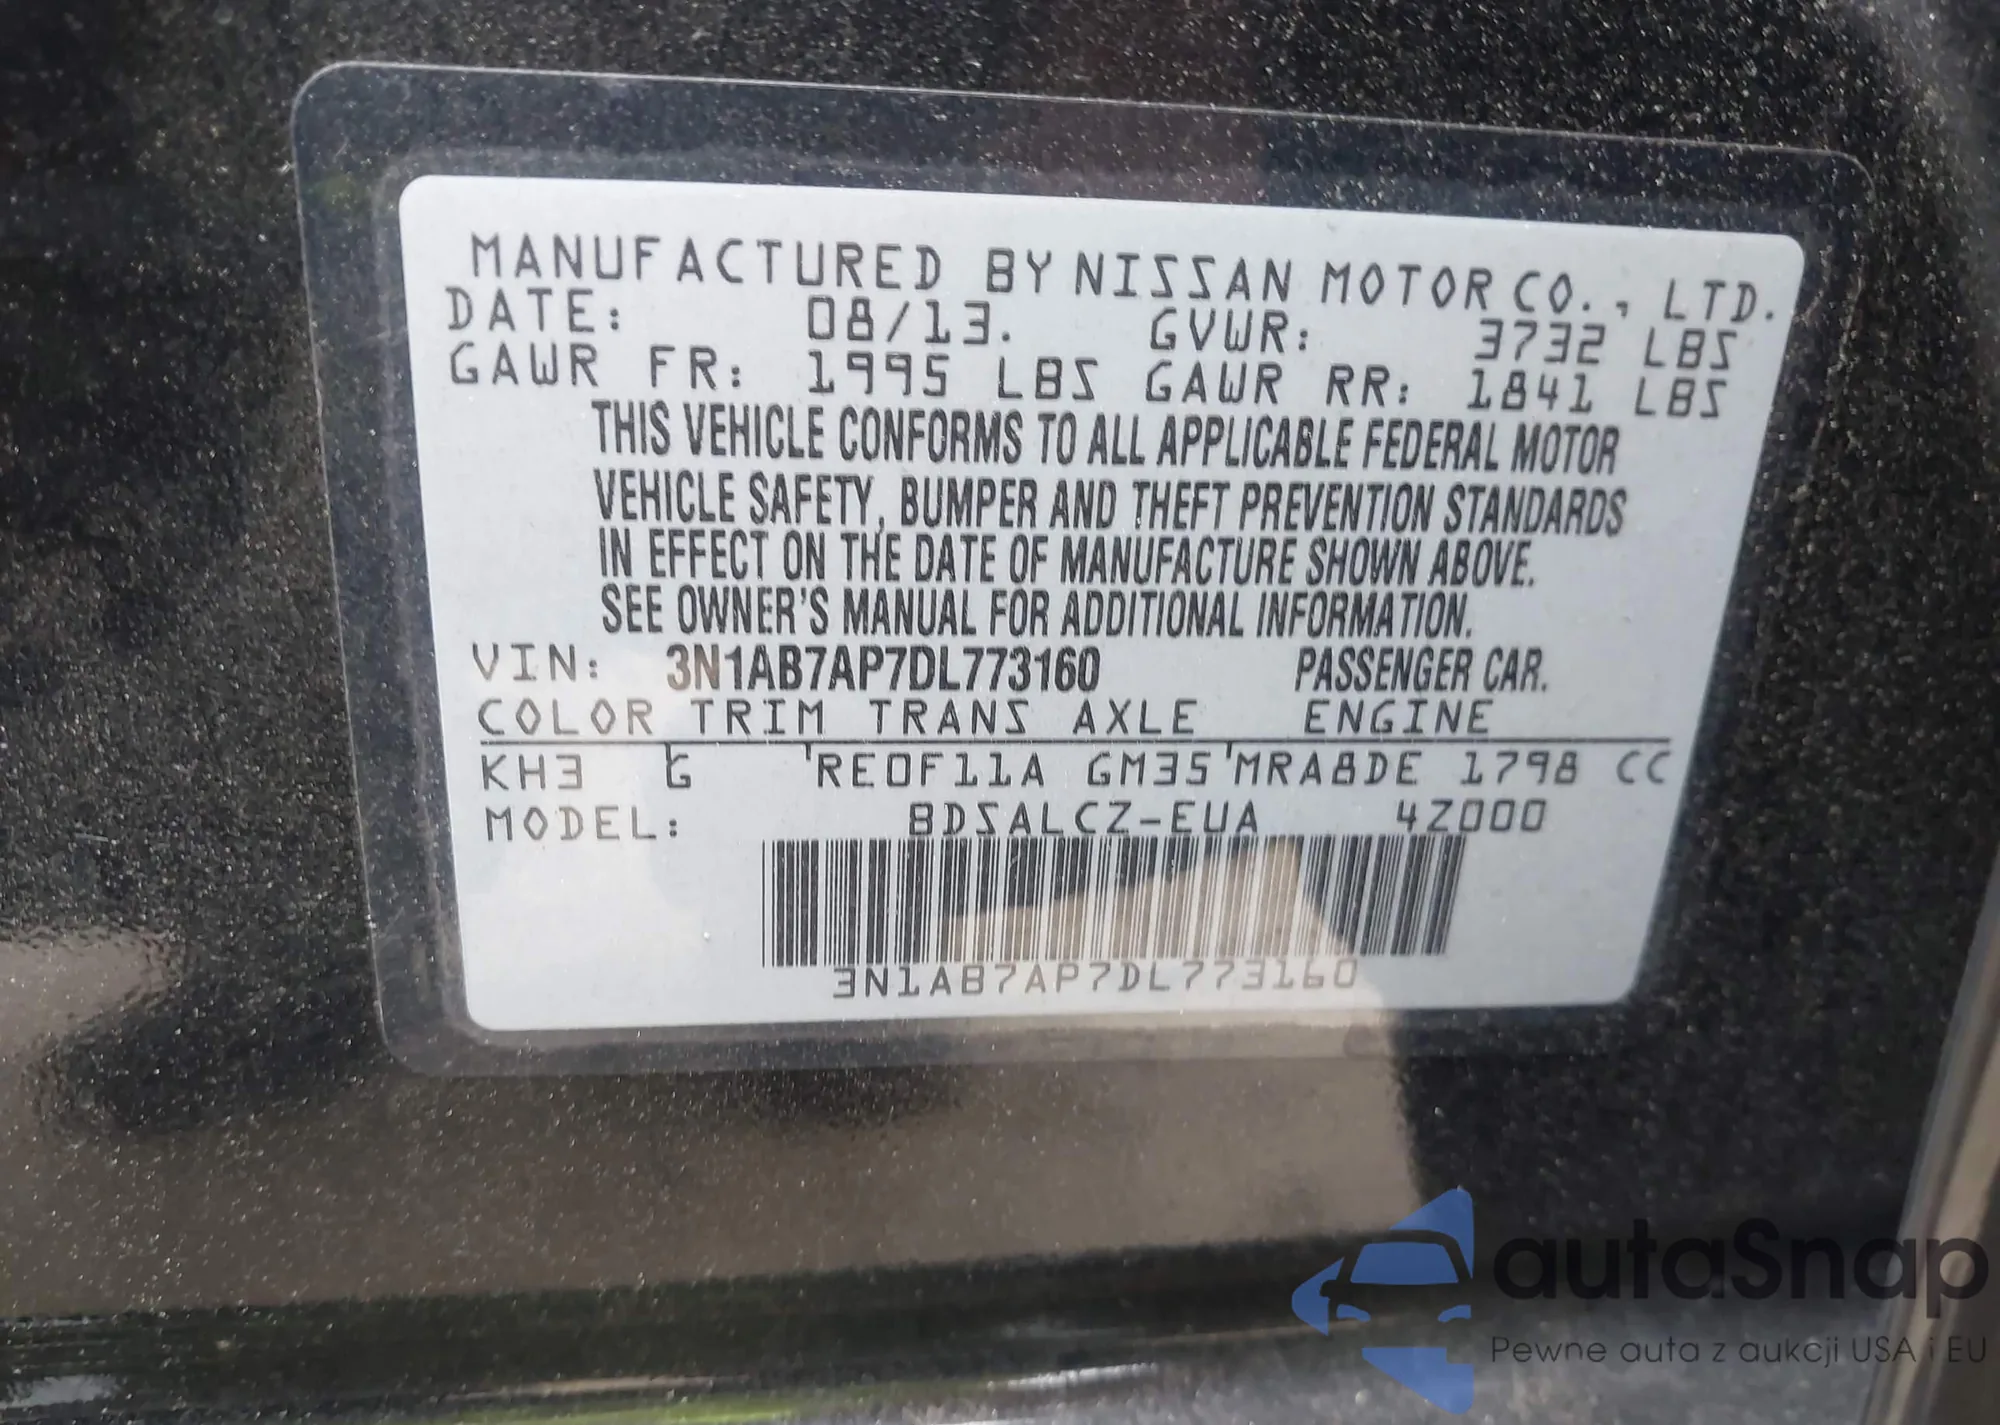 MANUFACTURED BY NISSAN MOTOR CO., LTD.
DATE: 08/13. GVWR: 3732 LBS
GAWR FR: 1995 LBS GAWR RR: 1841 LBS
THIS VEHICLE CONFORMS TO ALL APPLICABLE FEDERAL MOTOR
VEHICLE SAFETY, BUMPER AND THEFT PREVENTION STANDARDS
IN EFFECT ON THE DATE OF MANUFACTURE SHOWN ABOVE.
SEE OWNER'S MANUAL FOR ADDITIONAL INFORMATION.
VIN: 3N1AB7AP7DL773160 PASSENGER CAR.
COLOR TRIM TRANS AXLE ENGINE
KH3 G 'RE0F11A GM35'MRA8DE 1798 CC
MODEL: BDSALCZ-EUA 4Z000
3N1AB7AP7DL773160
autaSnap
Pewne auta z aukcji USA i EU